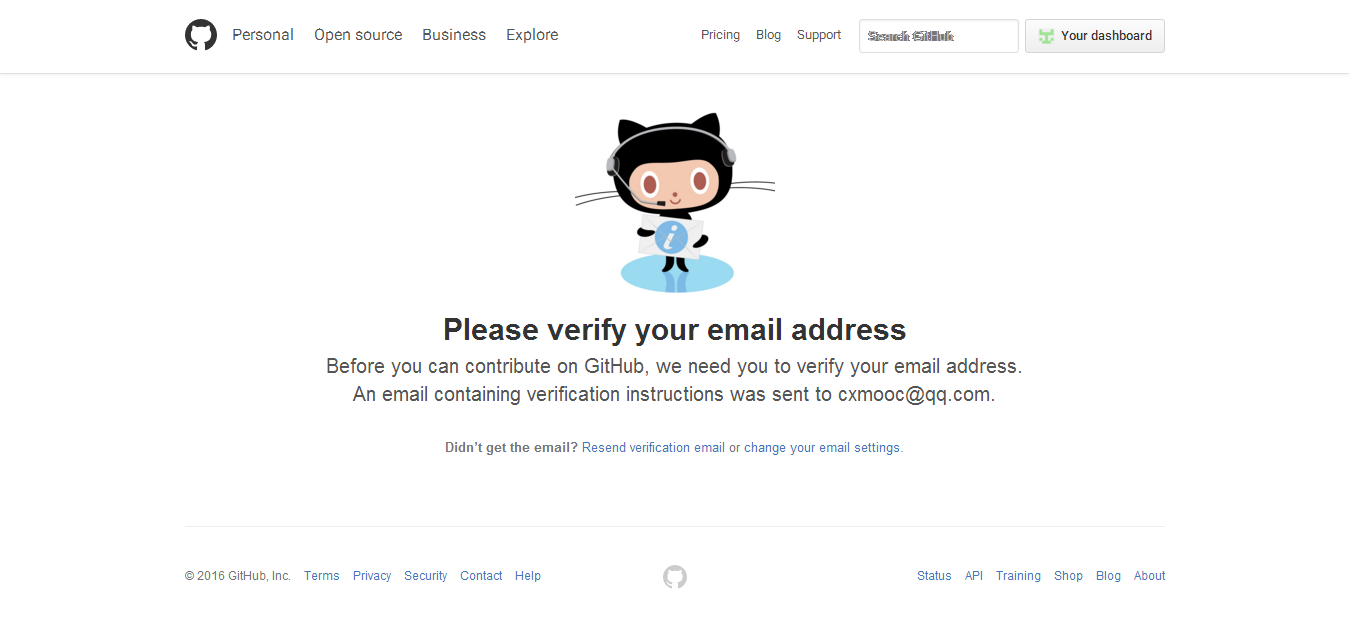 Personal Open source Business Explore Pricing Blog Support Search GitHub Your dashboard
i
Please verify your email address
Before you can contribute on GitHub, we need you to verify your email address.
An email containing verification instructions was sent to cxmooc@qq.com.
Didn't get the email? Resend verification email or change your email settings.
© 2016 GitHub, Inc. Terms Privacy Security Contact Help Status API Training Shop Blog About